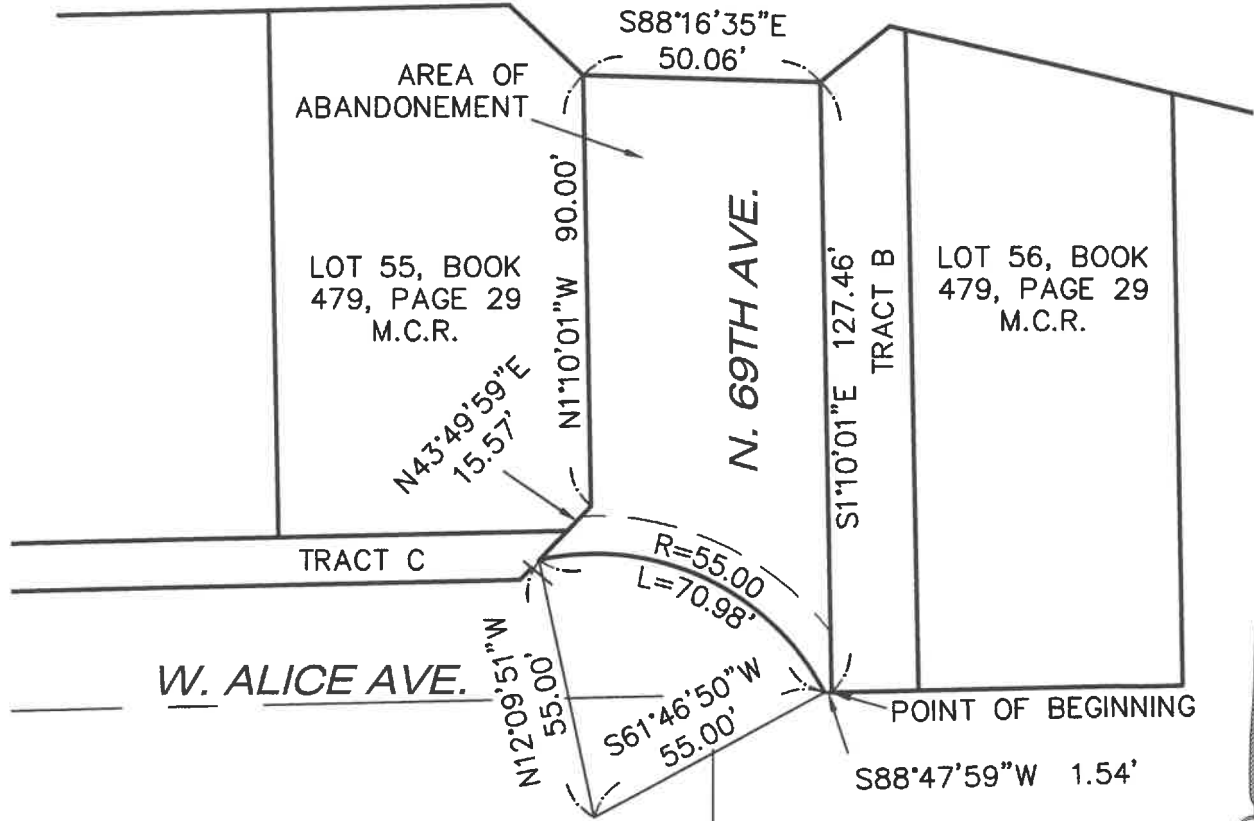 S88°16'35"E
50.06'
AREA OF
ABANDONEMENT
N1°10'01"W 90.00'
N. 69TH AVE.
S1°10'01"E 127.46'
TRACT B
LOT 55, BOOK
479, PAGE 29
M.C.R.
LOT 56, BOOK
479, PAGE 29
M.C.R.
N43°49'59"E
15.57'
TRACT C
R=55.00
L=70.98'
W. ALICE AVE.
N12°09'51"W
55.00'
S61°46'50"W
55.00'
POINT OF BEGINNING
S88°47'59"W 1.54'